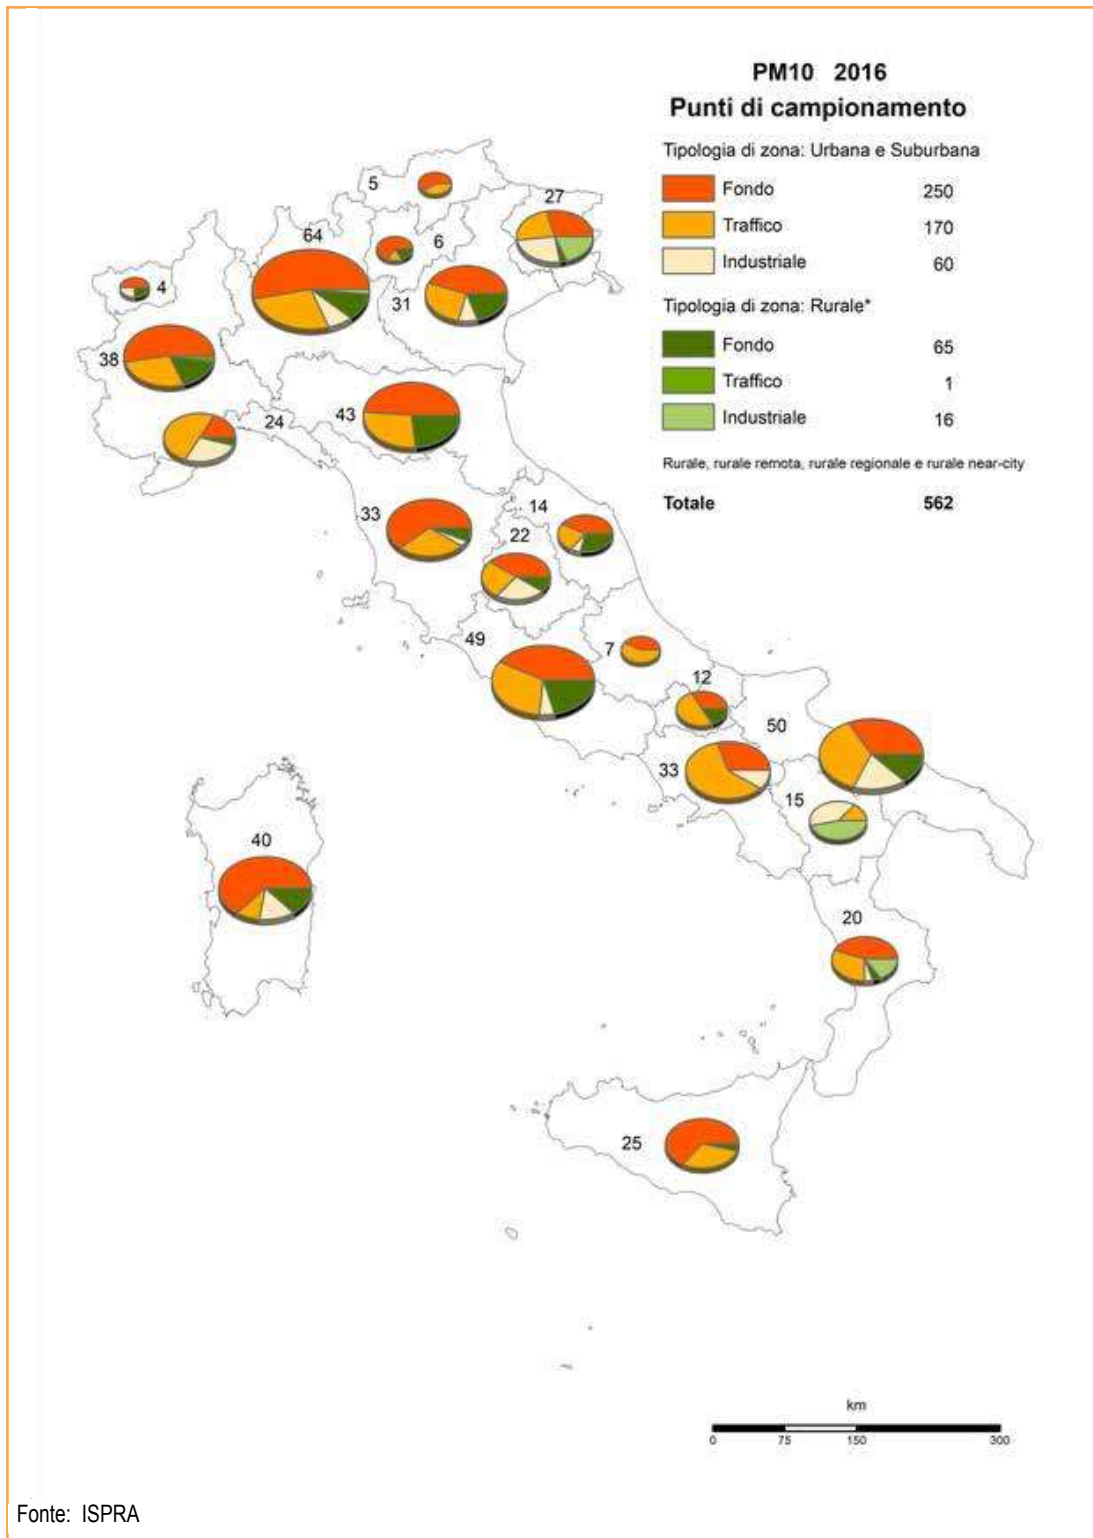 PM10 2016
Punti di campionamento
Tipologia di zona: Urbana e Suburbana
Fondo 250
Traffico 170
Industriale 60
Tipologia di zona: Rurale*
Fondo 65
Traffico 1
Industriale 16
Rurale, rurale remota, rurale regionale e rurale near-city
Totale 562
5
27
64
6
4
31
38
24
43
14
33
22
49
7
12
50
33
15
40
20
25
km
0 75 150 300
Fonte: ISPRA